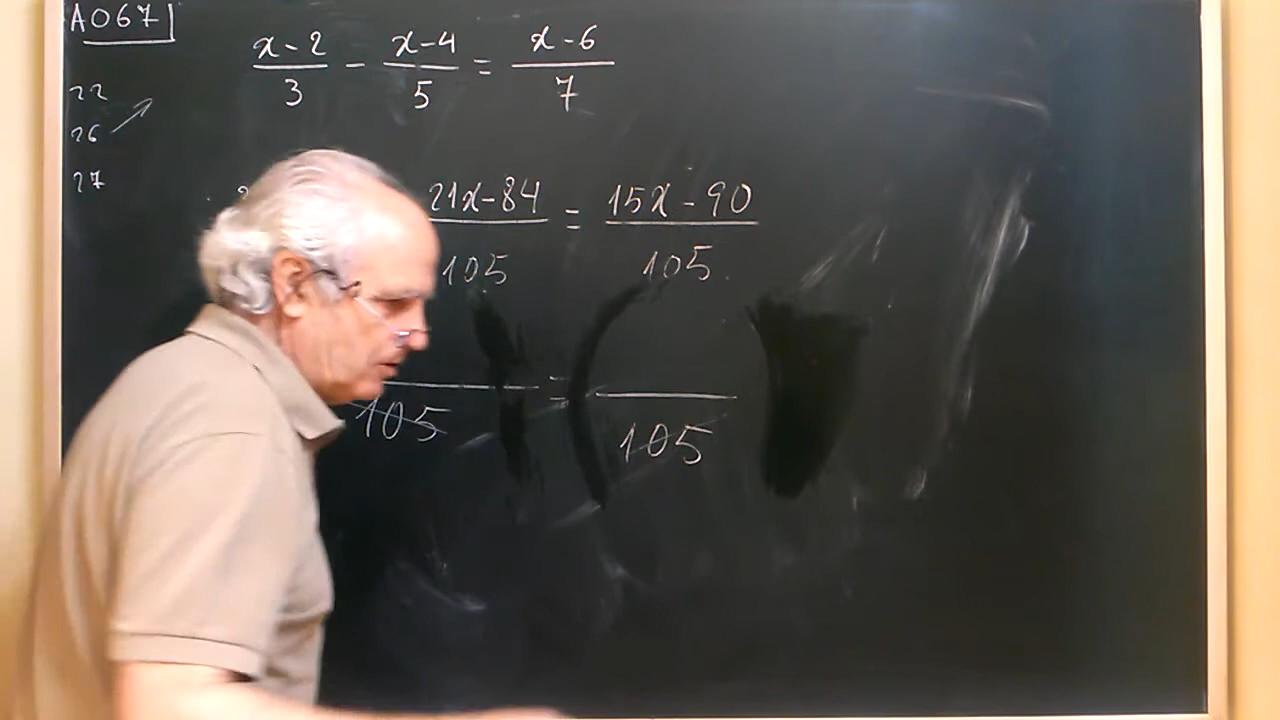 A067
x-2 x-4 x-6
— - — = —
3 5 7
22
26
27
21x-84 = 15x-90
105 105
=
105 105